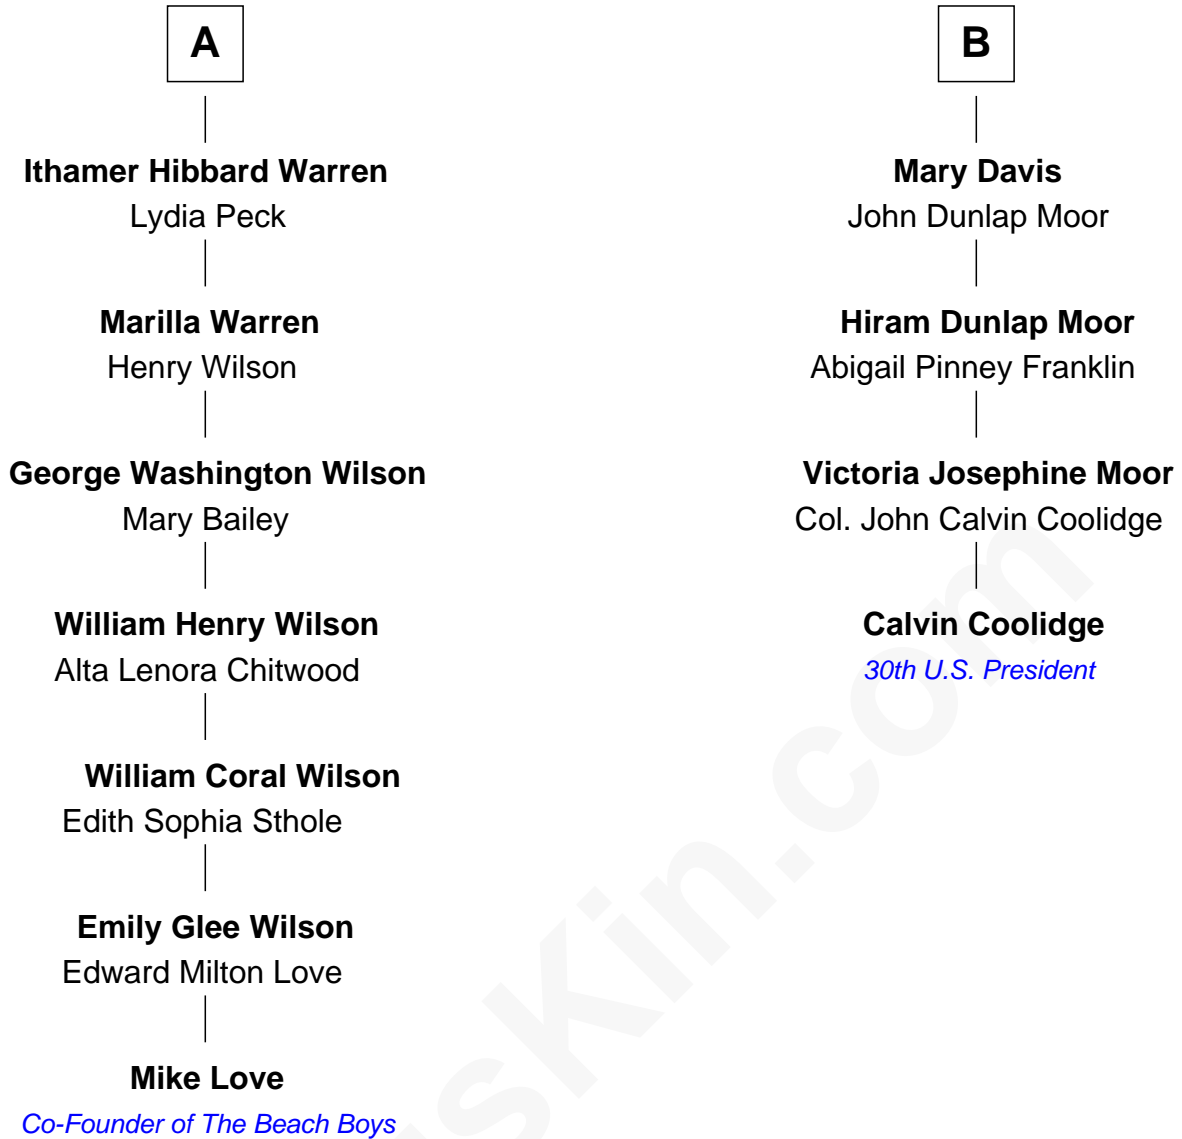 A
Ithamer Hibbard Warren
Lydia Peck
Marilla Warren
Henry Wilson
George Washington Wilson
Mary Bailey
William Henry Wilson
Alta Lenora Chitwood
William Coral Wilson
Edith Sophia Sthole
Emily Glee Wilson
Edward Milton Love
Mike Love
Co-Founder of The Beach Boys
B
Mary Davis
John Dunlap Moor
Hiram Dunlap Moor
Abigail Pinney Franklin
Victoria Josephine Moor
Col. John Calvin Coolidge
Calvin Coolidge
30th U.S. President
sKin.com